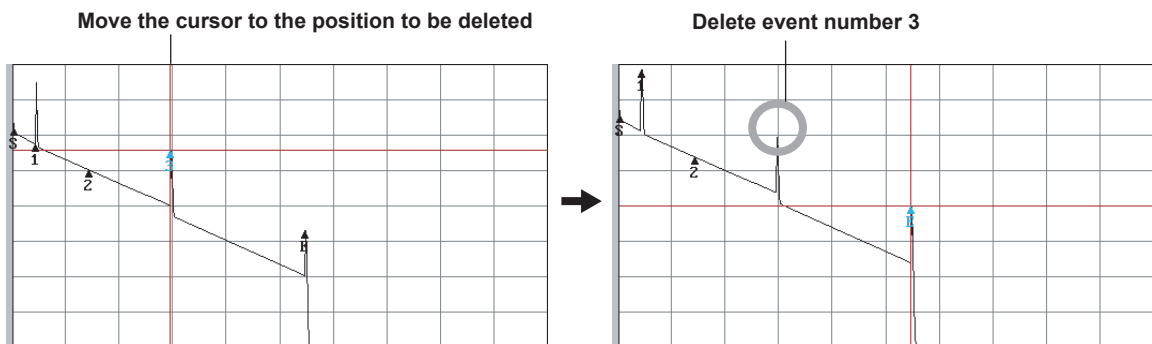 Move the cursor to the position to be deleted
Delete event number 3
S
1
2
3
E
S
1
2
E